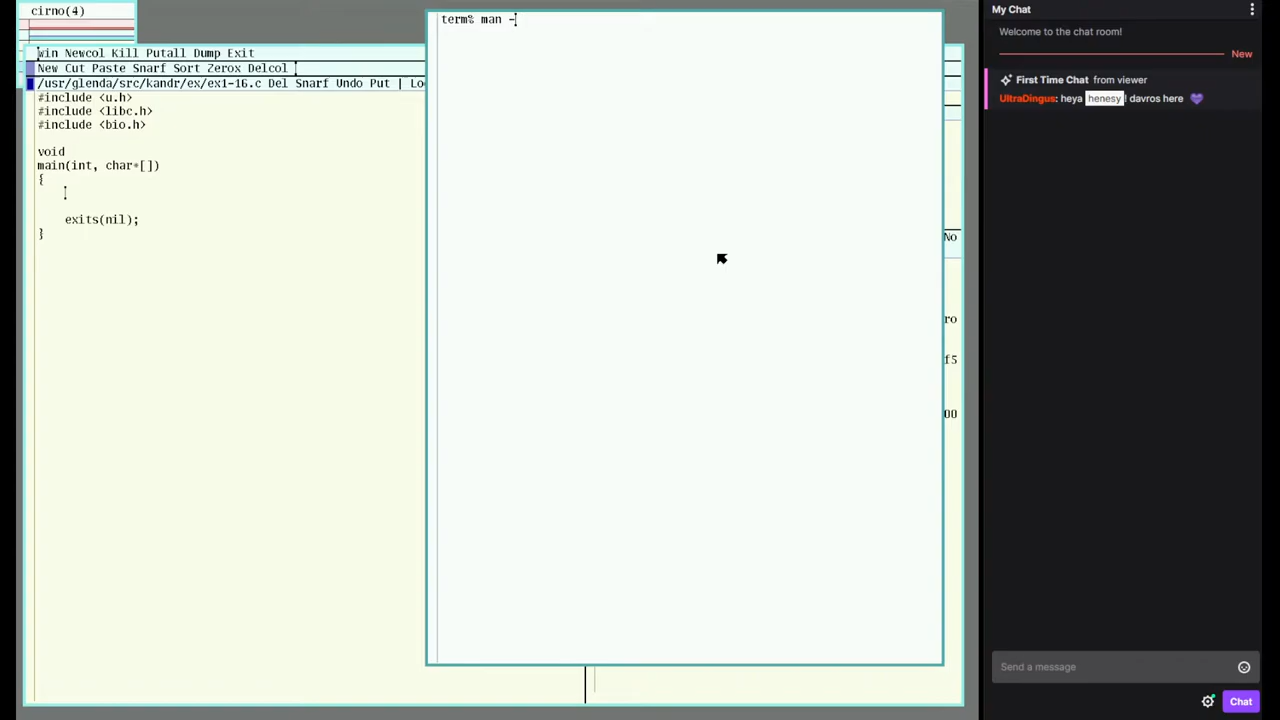 cirno(4)
term% man -
win Newcol Kill Putall Dump Exit
New Cut Paste Snarf Sort Zerox Delcol
/usr/glenda/src/kandr/ex/ex1-16.c Del Snarf Undo Put | Lo
#include <u.h>
#include <libc.h>
#include <bio.h>
void
main(int, char*[])
{
exits(nil);
}
No
ro
f5
00
My Chat
Welcome to the chat room!
New
First Time Chat from viewer
UltraDingus: heya henesy! davros here
Send a message
Chat